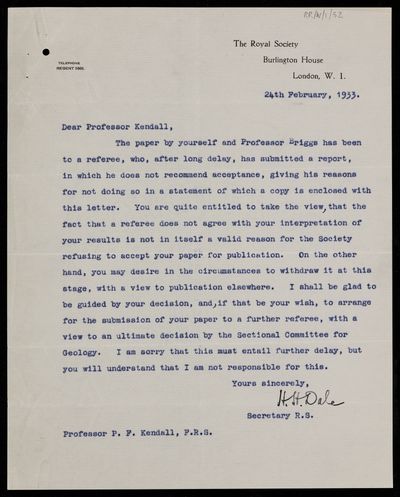 RR/W/1/52
The Royal Society
Burlington House
London, W. 1.
TELEPHONE
REGENT
24th February, 1933.
Dear Professor Kendall,
The paper by yourself and Professor Briggs has been
to a referee, who, after long delay, has submitted a report,
in which he does not recommend acceptance, giving his reasons
for not doing so in a statement of which a copy is enclosed with
this letter. You are quite entitled to take the view, that the
fact that a referee does not agree with your interpretation of
your results is not in itself a valid reason for the Society
refusing to accept your paper for publication. On the other
hand, you may desire in the circumstances to withdraw it at this
stage, with a view to publication elsewhere. I shall be glad to
be guided by your decision, and, if that be your wish, to arrange
for the submission of your paper to a further referee, with a
view to an ultimate decision by the Sectional Committee for
Geology. I am sorry that this must entail further delay, but
you will understand that I am not responsible for this.
Yours sincerely,
H. H. Dale
Secretary R.S.
Professor P. F. Kendall, F.R.S.